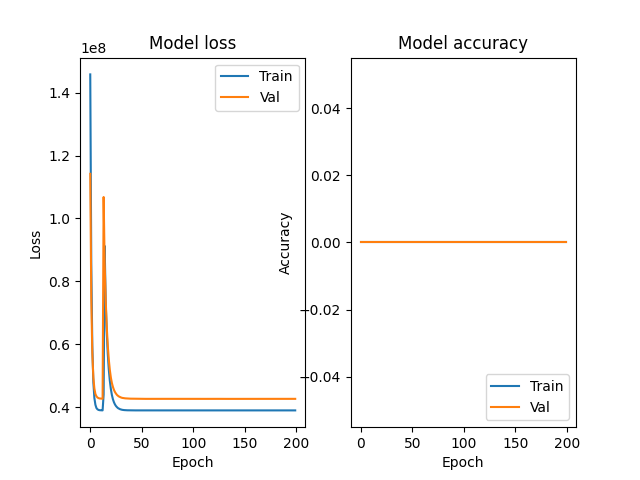 Model loss
1e8
1.4
1.2
1.0
0.8
0.6
0.4
Loss
0
50
100
150
200
Epoch
Train
Val
Model accuracy
0.04
0.02
0.00
−0.02
−0.04
Accuracy
0
50
100
150
200
Epoch
Train
Val